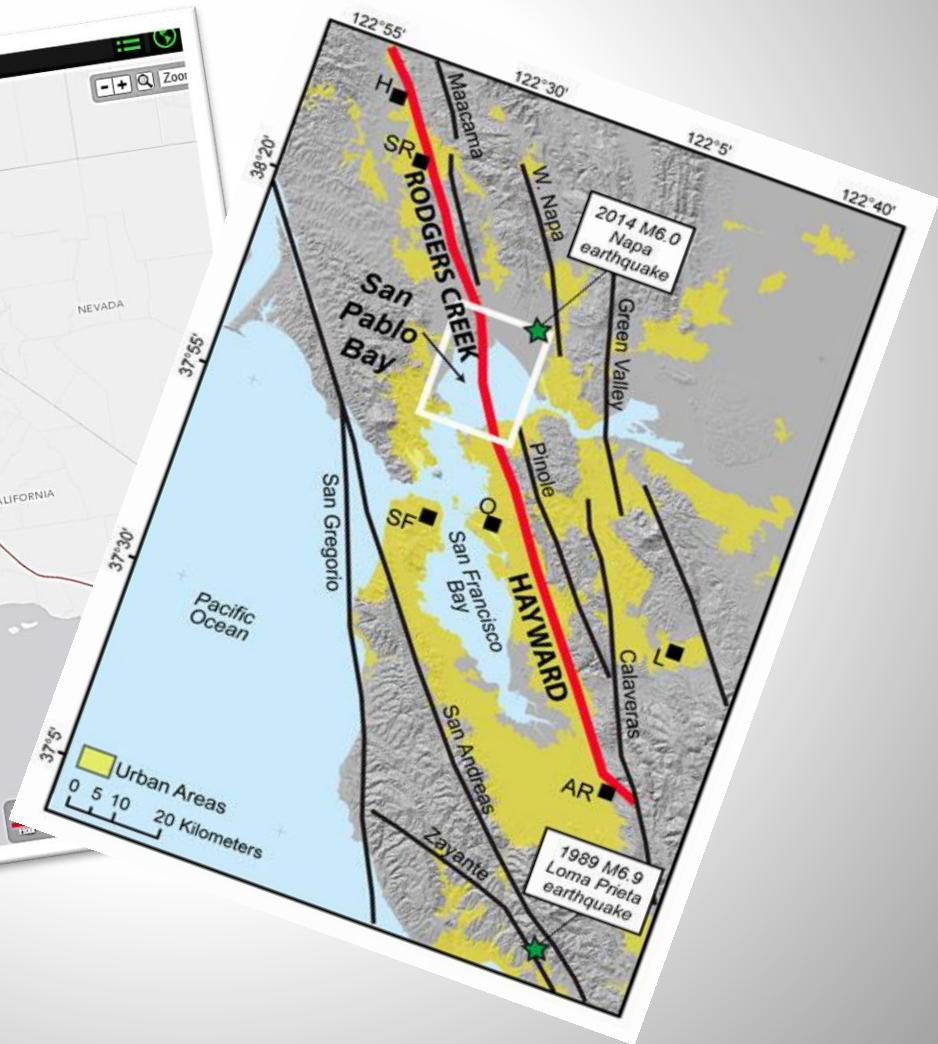 Zoor
NEVADA
ALIFORNIA
122°55'
122°30'
122°5'
122°40'
38°20'
37°55'
37°30'
37°5'
H
SR
Maacama
RODGERS CREEK
W. Napa
2014 M6.0
Napa
earthquake
San
Pablo
Bay
Green Valley
Pinole
San Gregorio
SF
O
San Francisco
Bay
HAYWARD
Pacific
Ocean
L
Calaveras
San Andreas
AR
Urban Areas
0 5 10 20 Kilometers
Zayante
1989 M6.9
Loma Prieta
earthquake